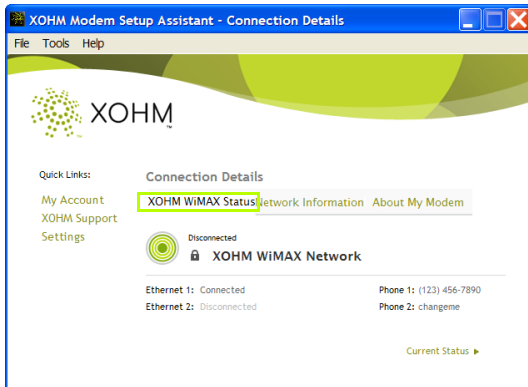 XOHM Modem Setup Assistant - Connection Details
File Tools Help
XOHM™
Quick Links:
My Account
XOHM Support
Settings
Connection Details
XOHM WiMAX Status Network Information About My Modem
Disconnected
XOHM WiMAX Network
Ethernet 1: Connected
Phone 1: (123) 456-7890
Ethernet 2: Disconnected
Phone 2: changeme
Current Status